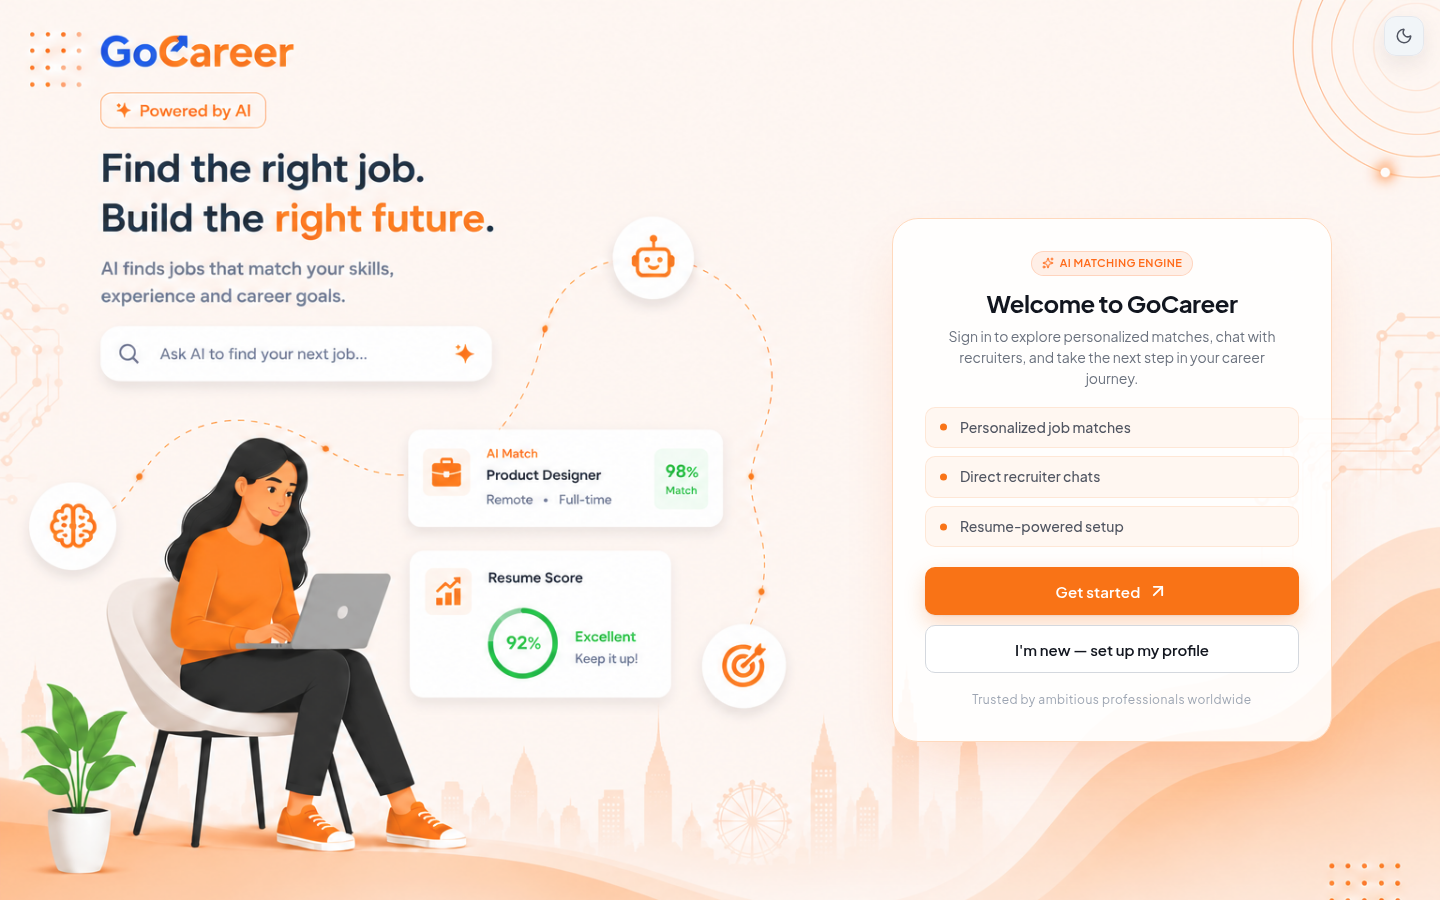 GoCareer
Powered by AI
Find the right job.
Build the right future.
AI finds jobs that match your skills,
experience and career goals.
Ask AI to find your next job...
AI Match
Product Designer
Remote • Full-time
98%
Match
Resume Score
92%
Excellent
Keep it up!
AI MATCHING ENGINE
Welcome to GoCareer
Sign in to explore personalized matches, chat with
recruiters, and take the next step in your career
journey.
Personalized job matches
Direct recruiter chats
Resume-powered setup
Get started
I'm new — set up my profile
Trusted by ambitious professionals worldwide